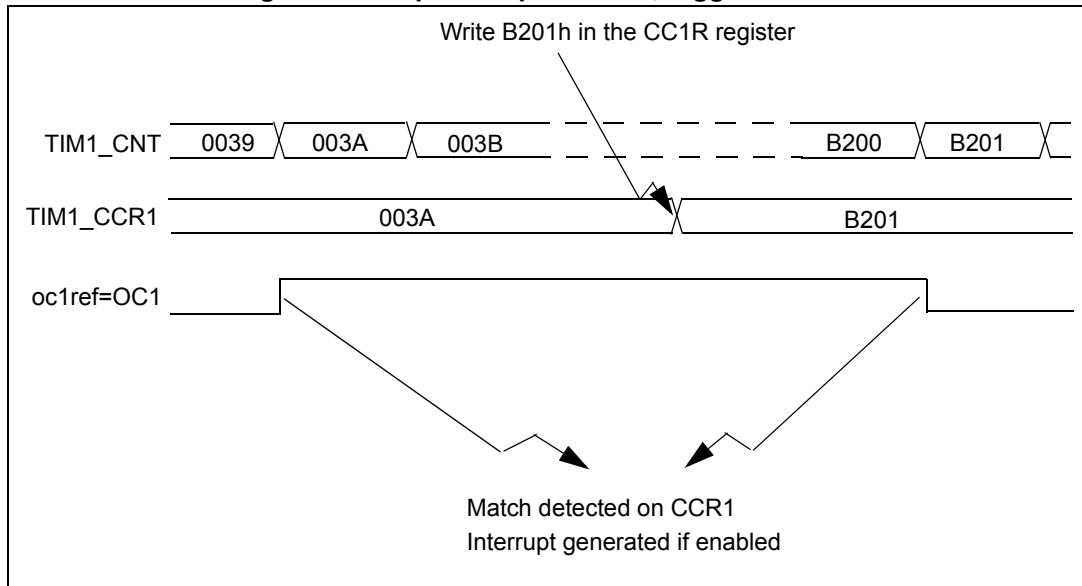 Write B201h in the CC1R register
TIM1_CNT 0039 003A 003B B200 B201
TIM1_CCR1 003A B201
oc1ref=OC1
Match detected on CCR1
Interrupt generated if enabled